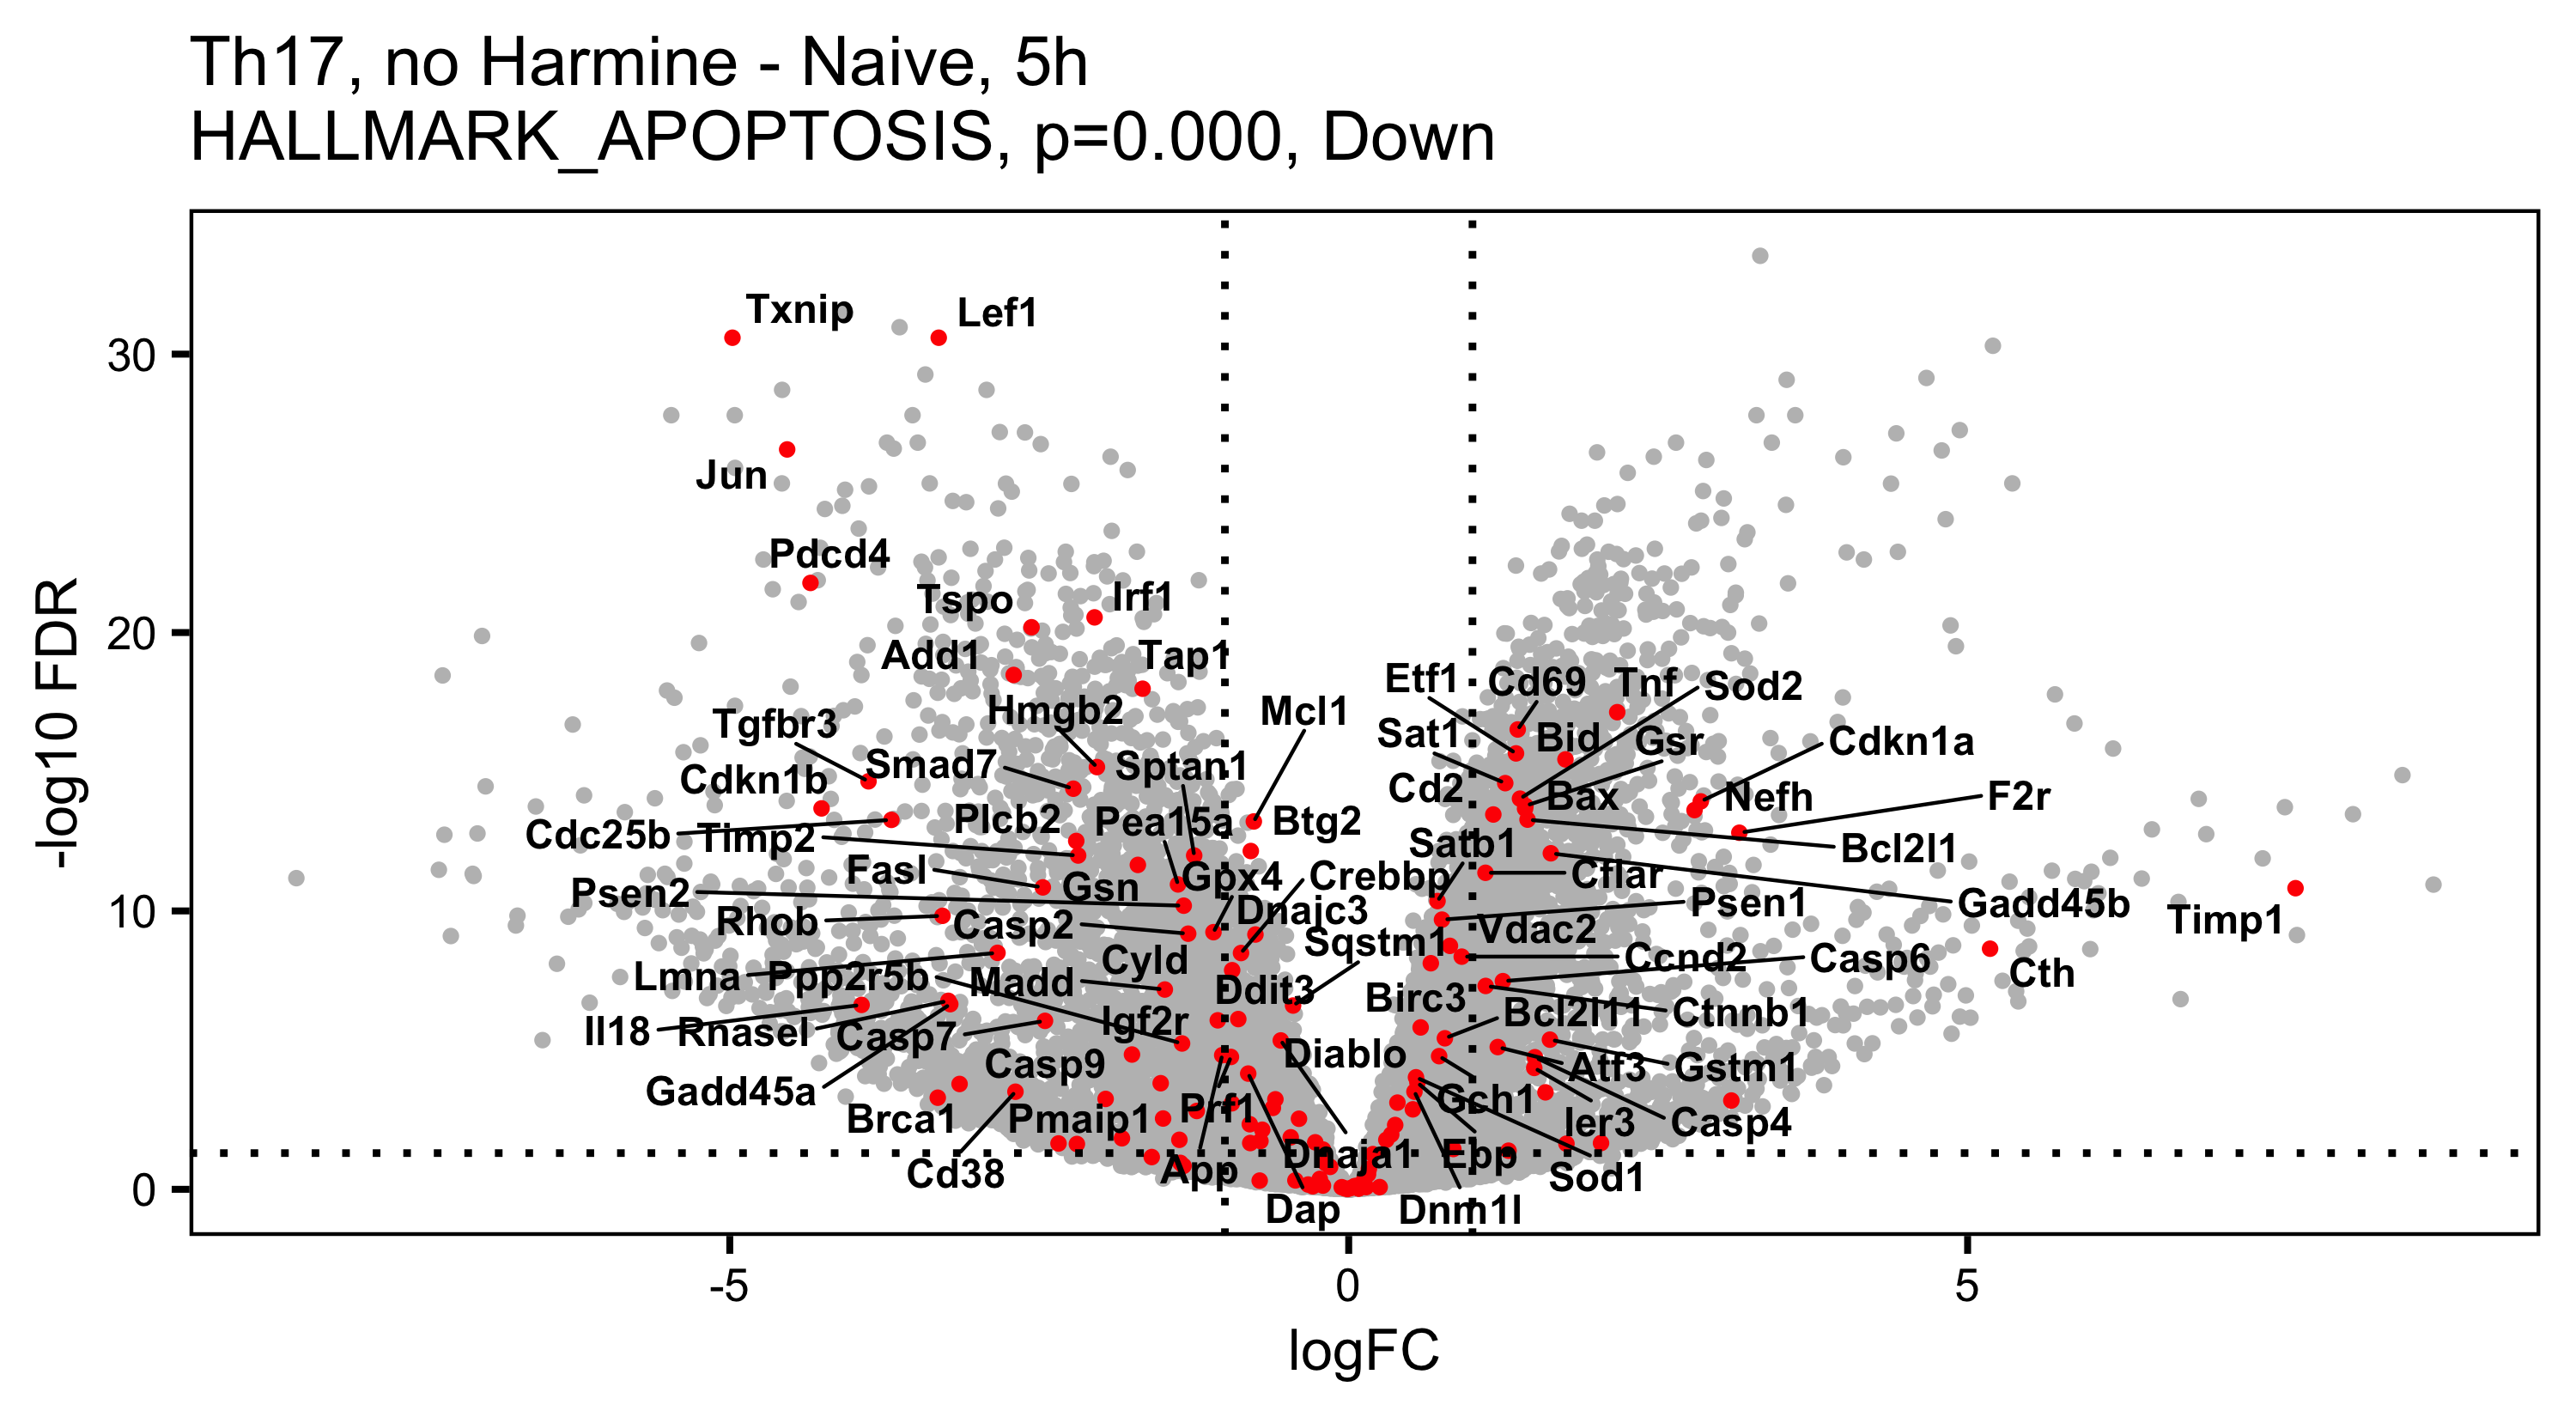 Th17, no Harmine - Naive, 5h
HALLMARK_APOPTOSIS, p=0.000, Down
Txnip
Lef1
30
Jun
Pdcd4
Tspo
Irf1
20
Add1
Tap1
Etf1
Cd69
Tnf
Sod2
Hmgb2
Mcl1
Tgfbr3
Sat1
Bid
Gsr
Cdkn1a
Smad7
Sptan1
Cdkn1b
Cd2
Bax
Nefh
F2r
Plcb2
Pea15a
Btg2
Cdc25b
Timp2
Satb1
Bcl2l1
Fasl
Gsn
Gpx4
Crebbp
Cflar
Psen2
Psen1
Gadd45b
10
Rhob
Casp2
Dnajc3
Timp1
Sqstm1
Vdac2
Cyld
Ccnd2
Casp6
Lmna
Ppp2r5b
Madd
Ddit3
Cth
Birc3
Il18
Rnasel
Casp7
Igf2r
Bcl2l11
Ctnnb1
Casp9
Diablo
Atf3
Gstm1
Gadd45a
Brca1
Pmaip1
Prf1
Gch1
Ier3
Casp4
Cd38
App
Dnaja1
Ebp
Sod1
0
Dap
Dnm1l
-5
0
5
logFC
-log10 FDR